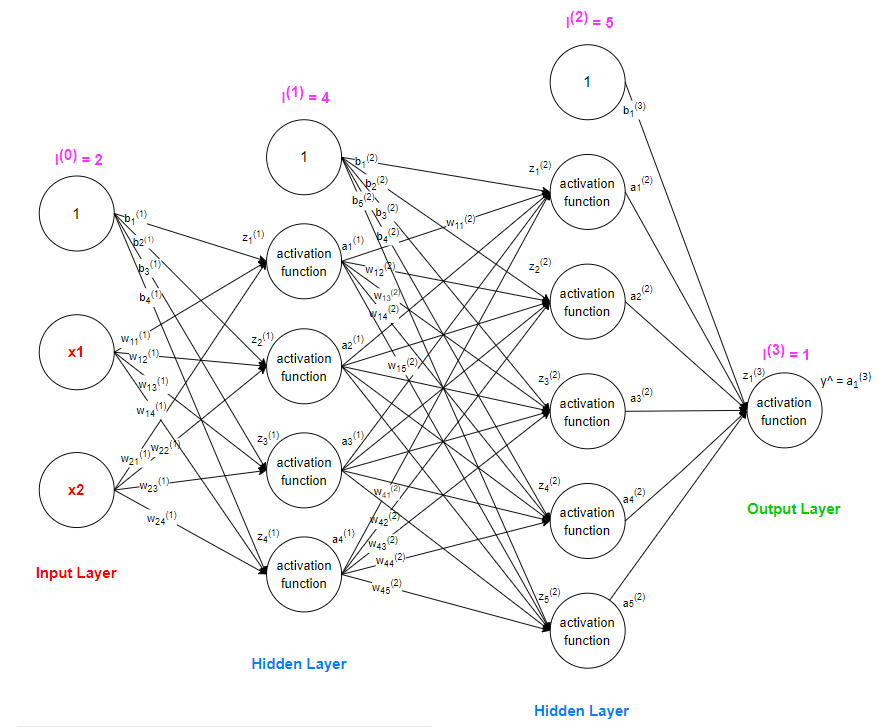 l(2) = 5
l(1) = 4
l(0) = 2
l(3) = 1
1
b1(1)
b2(1)
b3(1)
b4(1)
x1
w11(1)
w12(1)
w13(1)
w14(1)
x2
w21(1)
w22(1)
w23(1)
w24(1)
Input Layer
1
b1(2)
b2(2)
b5(2)
b3(2)
b4(2)
z1(1)
activation
function
a1(1)
w11(2)
w12(2)
w13(2)
w14(2)
w15(2)
z2(1)
activation
function
a2(1)
z3(1)
activation
function
a3(1)
z4(1)
activation
function
a4(1)
w41(2)
w42(2)
w43(2)
w44(2)
w45(2)
Hidden Layer
1
b1(3)
z1(2)
activation
function
a1(2)
z2(2)
activation
function
a2(2)
z3(2)
activation
function
a3(2)
z4(2)
activation
function
a4(2)
z5(2)
activation
function
a5(2)
Hidden Layer
z1(3)
activation
function
y^ = a1(3)
Output Layer